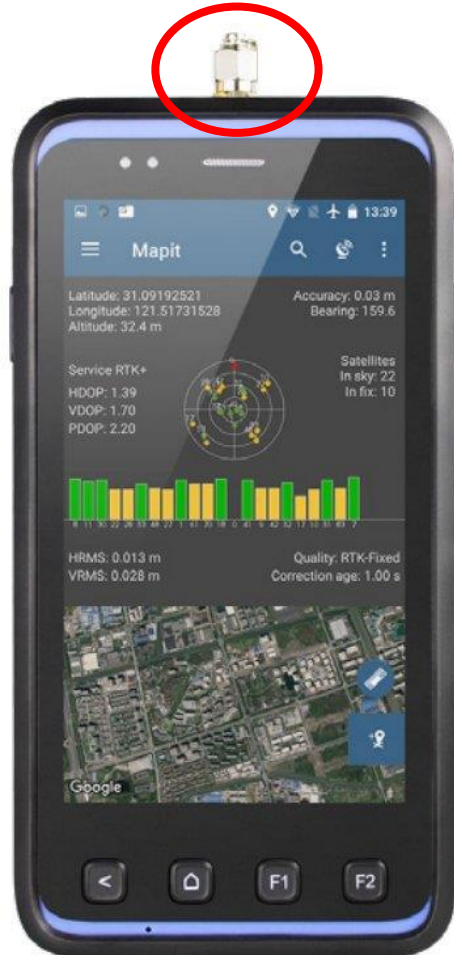 13:39
Mapit
Latitude: 31.09192521
Longitude: 121.51731528
Altitude: 32.4 m
Accuracy: 0.03 m
Bearing: 159.6
Service RTK+
HDOP: 1.39
VDOP: 1.70
PDOP: 2.20
Satellites
In sky: 22
In fix: 10
HRMS: 0.013 m
VRMS: 0.028 m
Quality: RTK-Fixed
Correction age: 1.00 s
Google
F1
F2